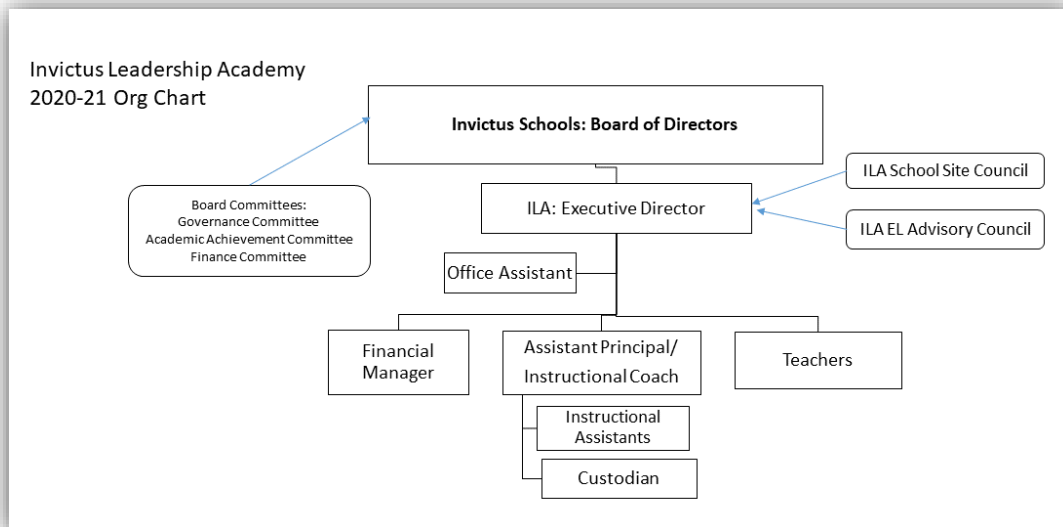 Invictus Leadership Academy
2020-21 Org Chart
Invictus Schools: Board of Directors
Board Committees:
Governance Committee
Academic Achievement Committee
Finance Committee
ILA: Executive Director
ILA School Site Council
ILA EL Advisory Council
Office Assistant
Financial
Manager
Assistant Principal/
Instructional Coach
Teachers
Instructional
Assistants
Custodian